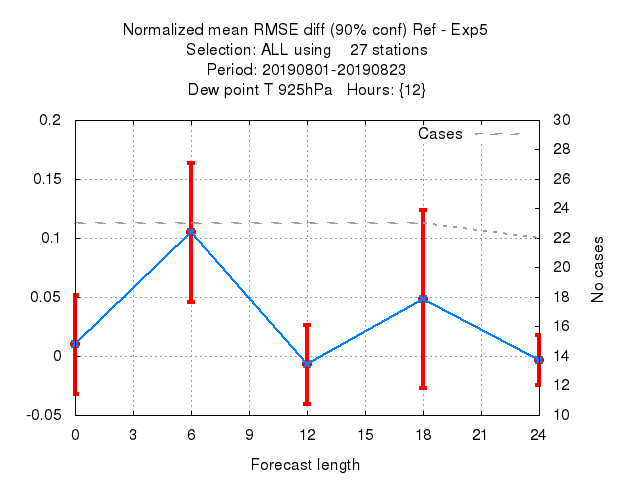 Normalized mean RMSE diff (90% conf) Ref - Exp5
Selection: ALL using    27 stations
Period: 20190801-20190823
Dew point T 925hPa   Hours: {12}
Cases
0.2
0.15
0.1
0.05
0
-0.05
30
28
26
24
22
20
18
16
14
12
10
No cases
0 3 6 9 12 15 18 21 24
Forecast length